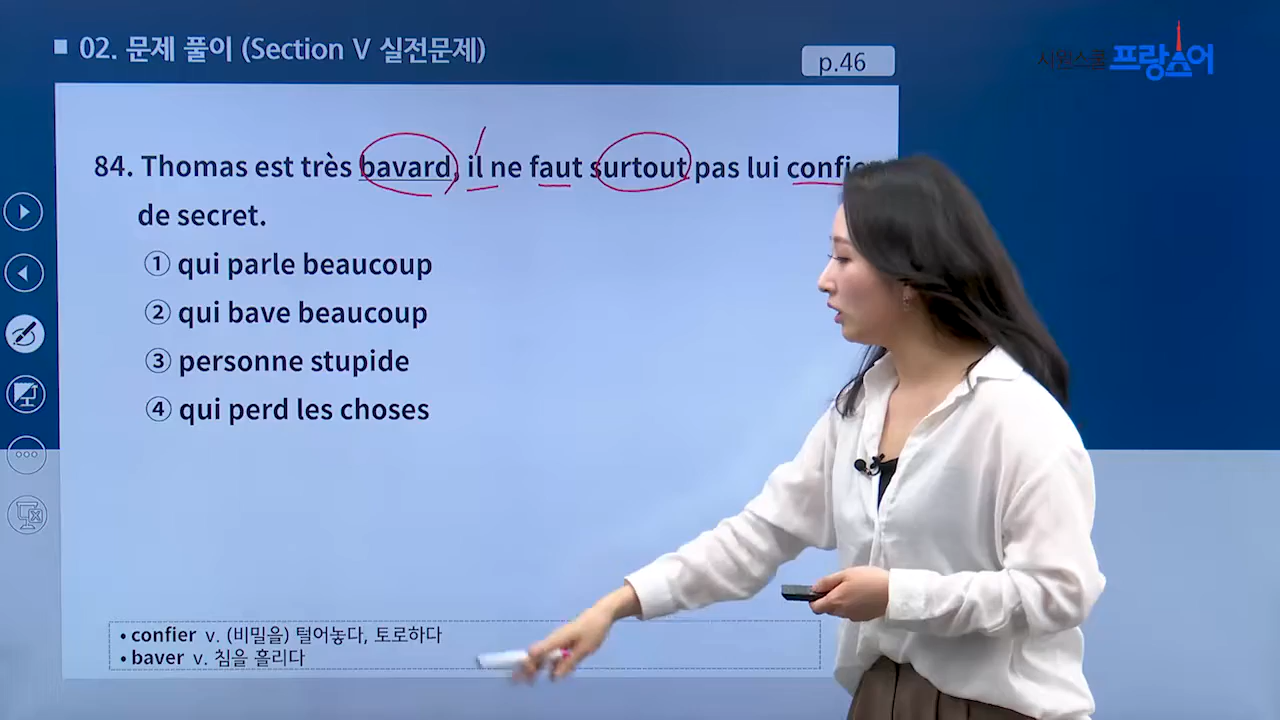 02. 문제 풀이 (Section V 실전문제)
p.46
시원스쿨 프랑스어
84. Thomas est très bavard, il ne faut surtout pas lui confier
de secret.
① qui parle beaucoup
② qui bave beaucoup
③ personne stupide
④ qui perd les choses
• confier v. (비밀을) 털어놓다, 토로하다
• baver v. 침을 흘리다